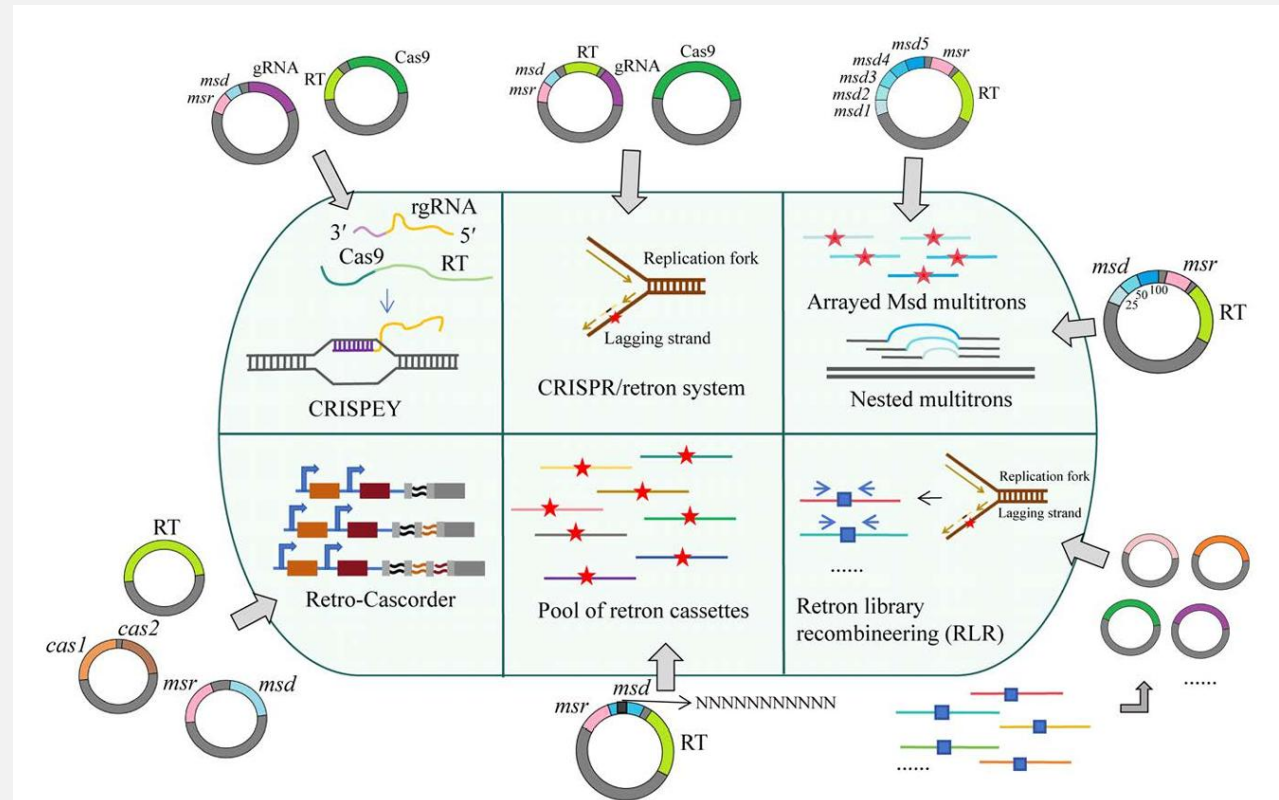 msd
gRNA
msr
RT
Cas9
RT
msd
gRNA
msr
Cas9
msd5
msd4
msr
msd3
msd2
RT
msd1
rgRNA
3′
5′
Cas9
RT
CRISPEY
Replication fork
Lagging strand
CRISPR/retron system
Arrayed Msd multitrons
Nested multitrons
msd
msr
25
50
100
RT
Retro-Cascorder
Pool of retron cassettes
Replication fork
Lagging strand
......
Retron library
recombineering (RLR)
RT
cas1
cas2
msr
msd
msd
msr
NNNNNNNNNNN
RT
......
......